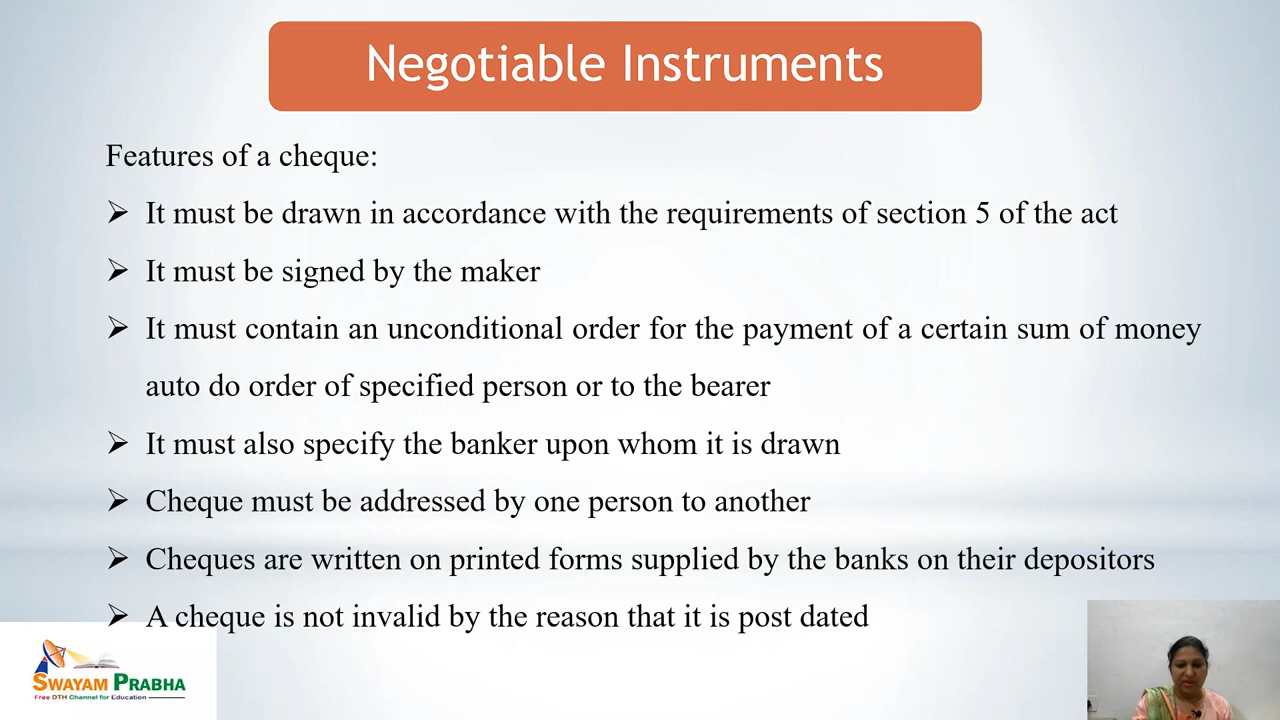 Negotiable Instruments
Features of a cheque:
It must be drawn in accordance with the requirements of section 5 of the act
It must be signed by the maker
It must contain an unconditional order for the payment of a certain sum of money
auto do order of specified person or to the bearer
It must also specify the banker upon whom it is drawn
Cheque must be addressed by one person to another
Cheques are written on printed forms supplied by the banks on their depositors
A cheque is not invalid by the reason that it is post dated
SWAYAM PRABHA
Free DTH Channel for Education